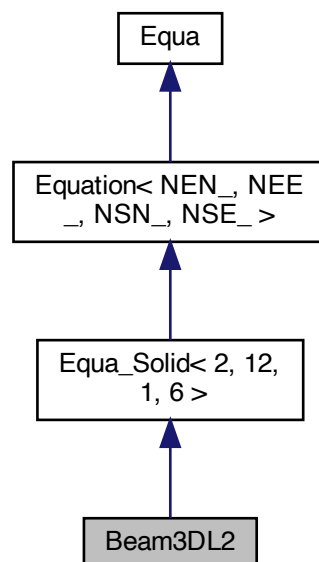 Equa
Equation< NEN_, NEE
_, NSN_, NSE_ >
Equa_Solid< 2, 12,
1, 6 >
Beam3DL2